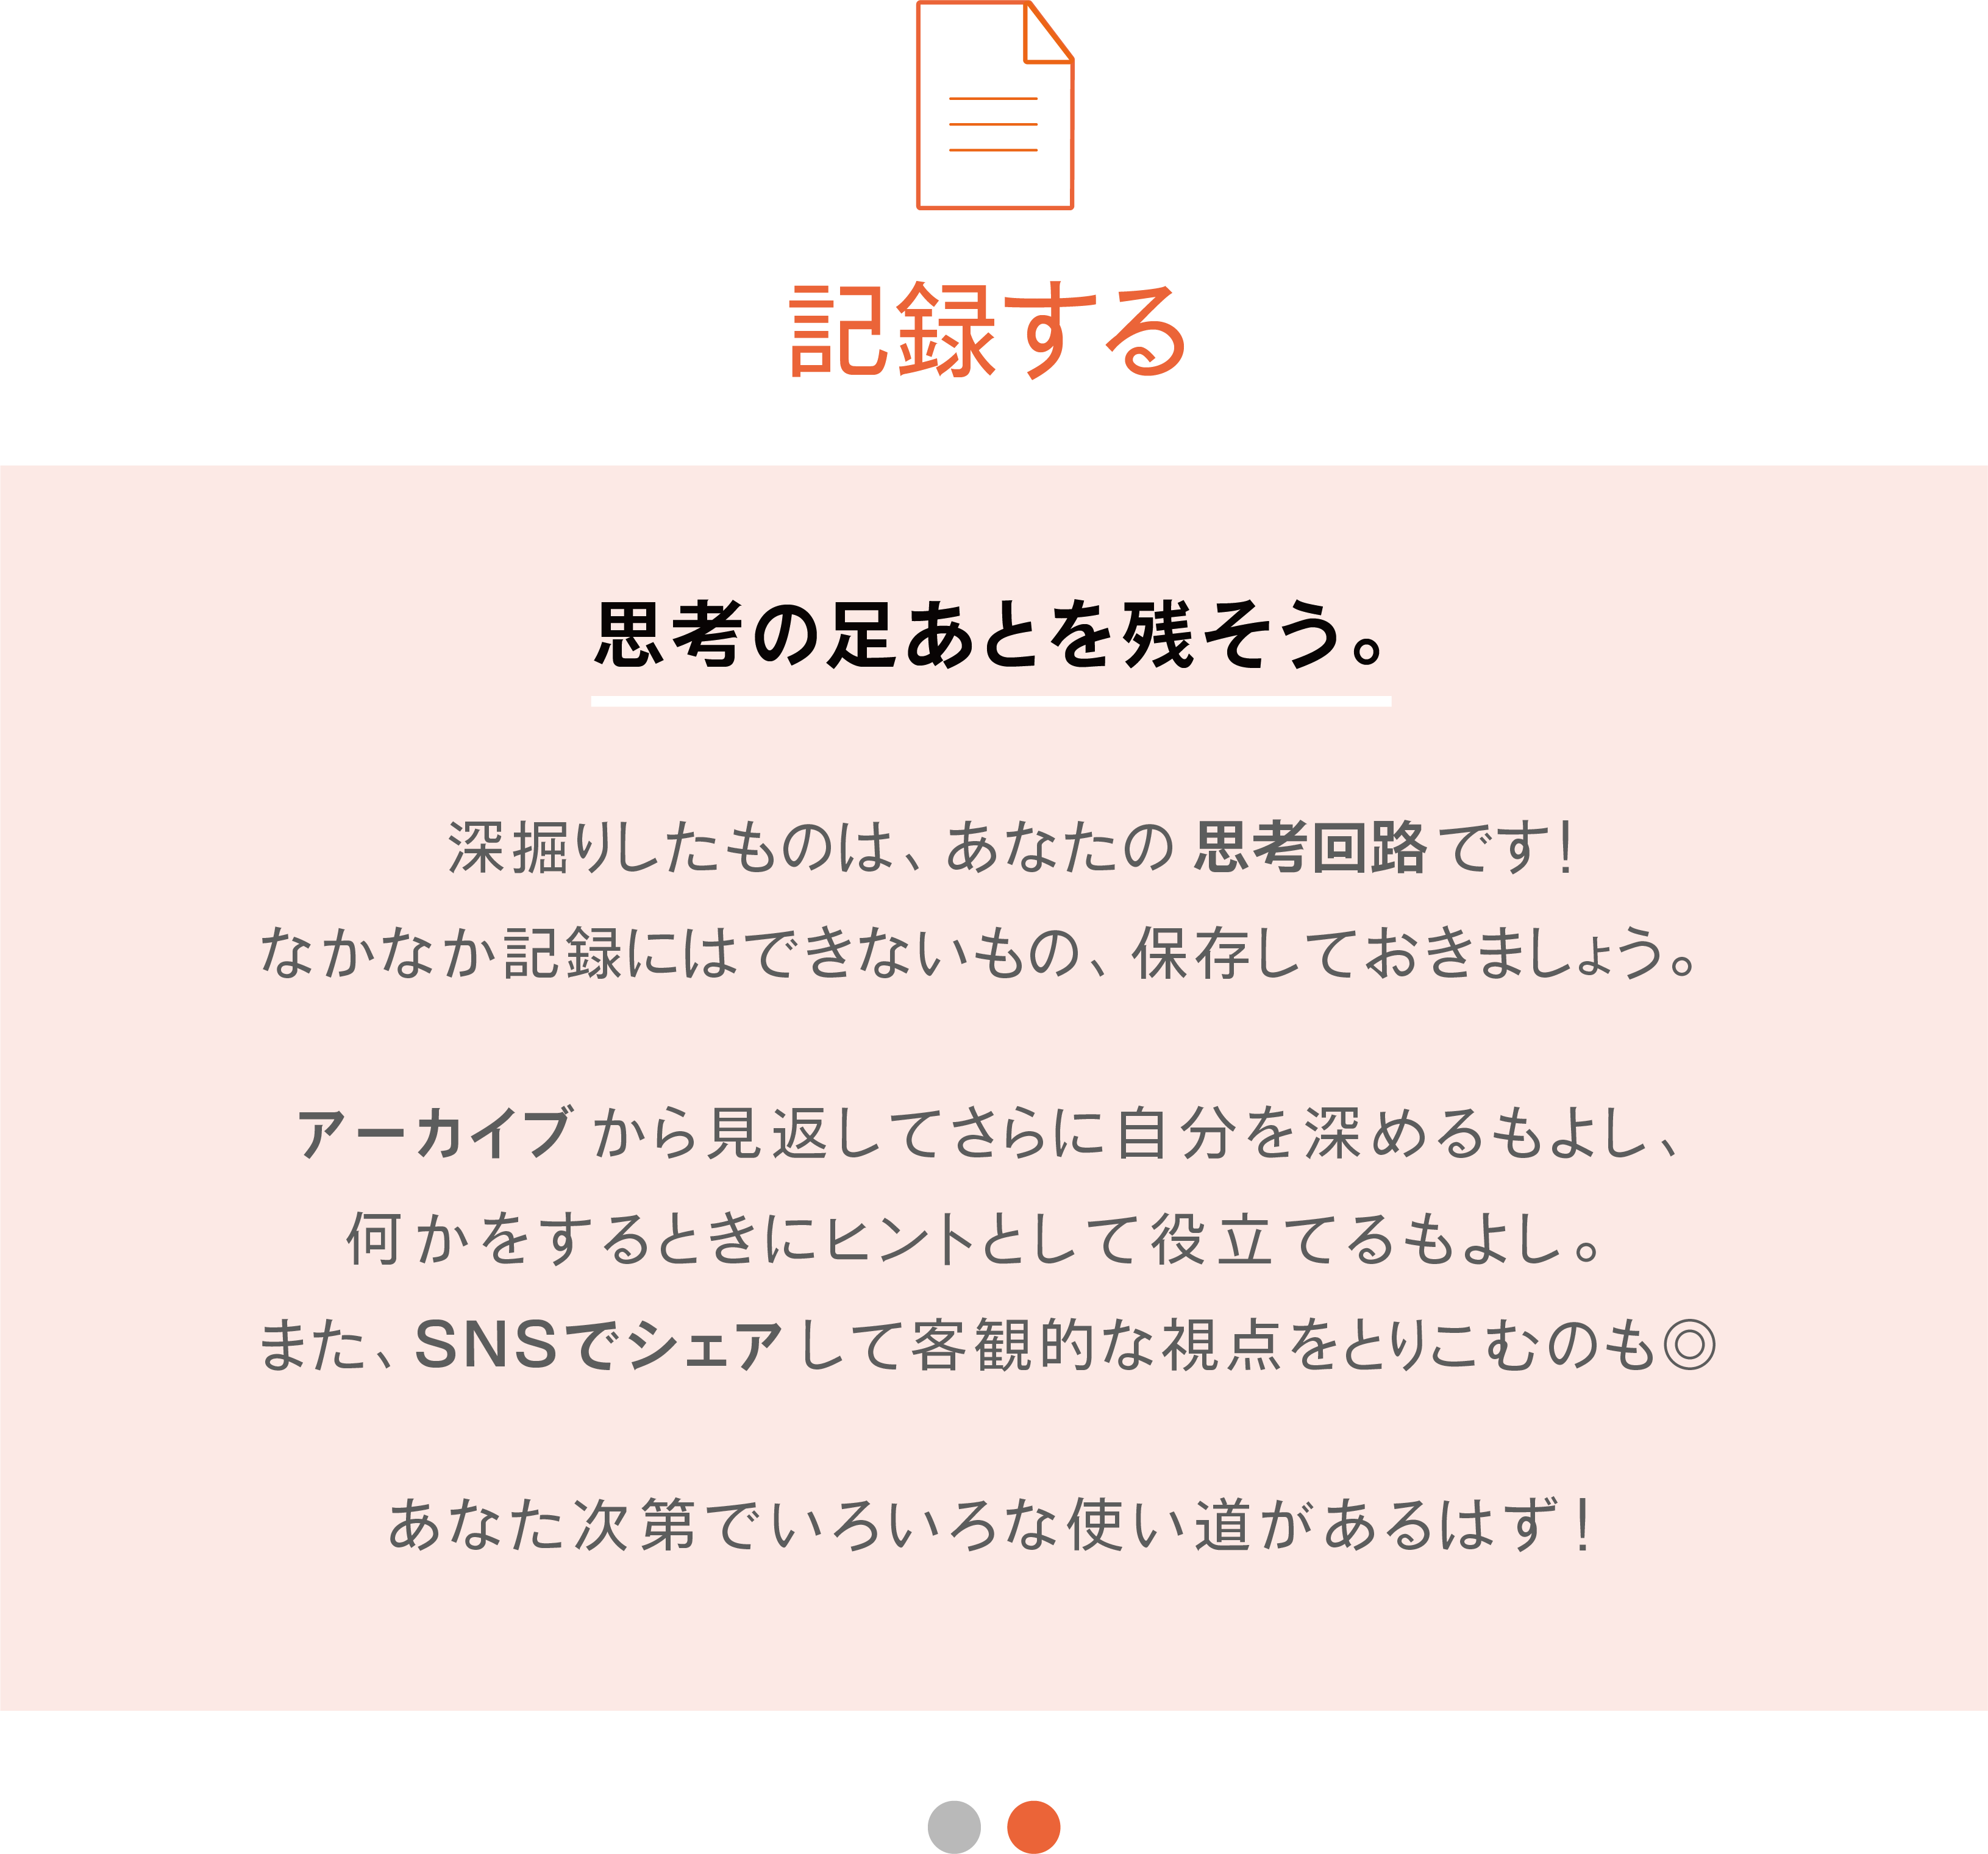 記録する
思考の足あとを残そう。
深掘りしたものは、あなたの思考回路です！
なかなか記録にはできないもの、保存しておきましょう。
アーカイブから見返してさらに自分を深めるもよし、
何かをするときにヒントとして役立てるもよし。
また、SNSでシェアして客観的な視点をとりこむのも◎
あなた次第でいろいろな使い道があるはず！